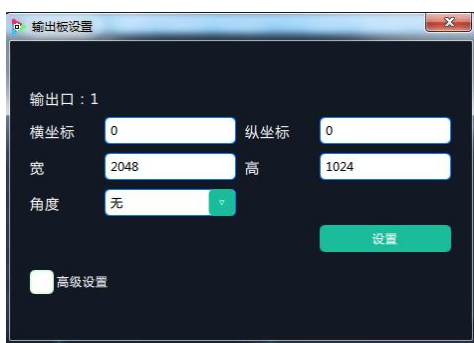 输出板设置
输出口：1
横坐标 0 纵坐标 0
宽 2048 高 1024
角度 无
设置
高级设置